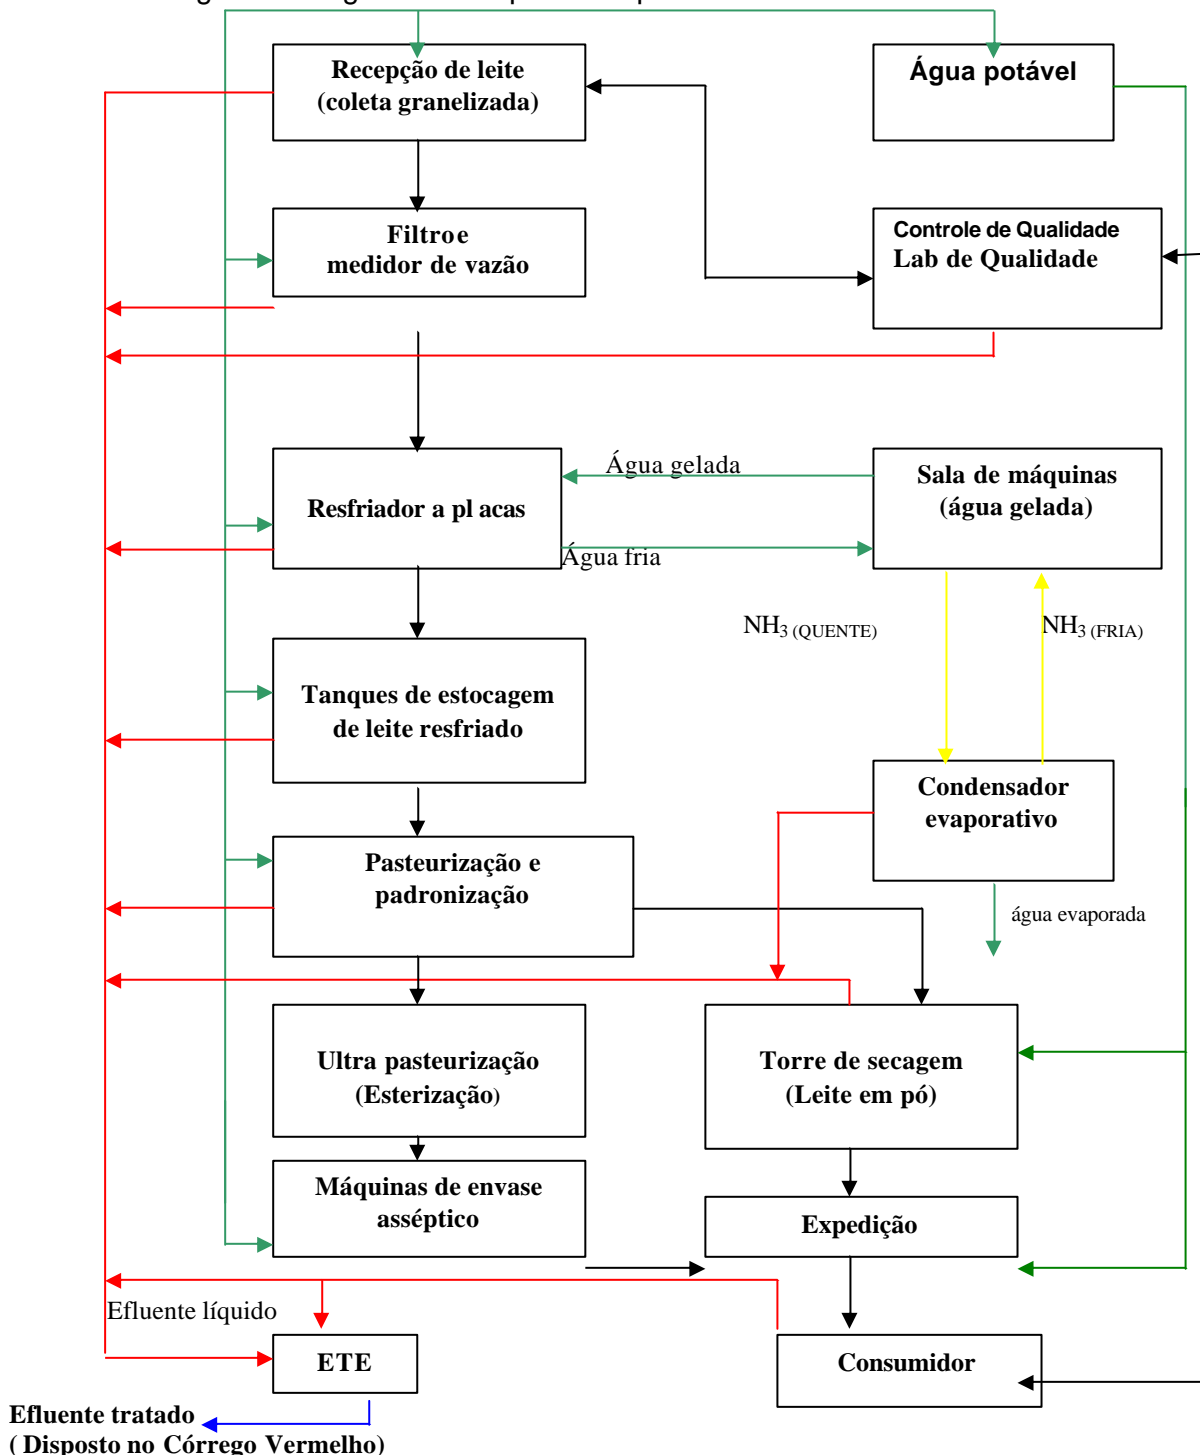 Recepção de leite
(coleta granelizada)
Água potável
Filtro e
medidor de vazão
Controle de Qualidade
Lab de Qualidade
Resfriador a pl acas
Água gelada
Sala de máquinas
(água gelada)
Água fria
NH3 (QUENTE)
NH3 (FRIA)
Tanques de estocagem
de leite resfriado
Condensador
evaporativo
Pasteurização e
padronização
água evaporada
Ultra pasteurização
(Esterização)
Torre de secagem
(Leite em pó)
Máquinas de envase
asséptico
Expedição
Efluente líquido
ETE
Consumidor
Efluente tratado
( Disposto no Córrego Vermelho)